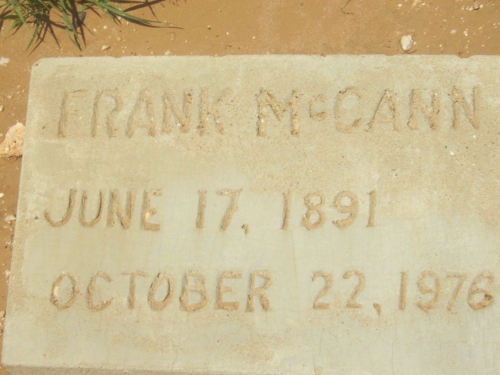 FRANK McCANN
JUNE 17, 1891
OCTOBER 22, 1976